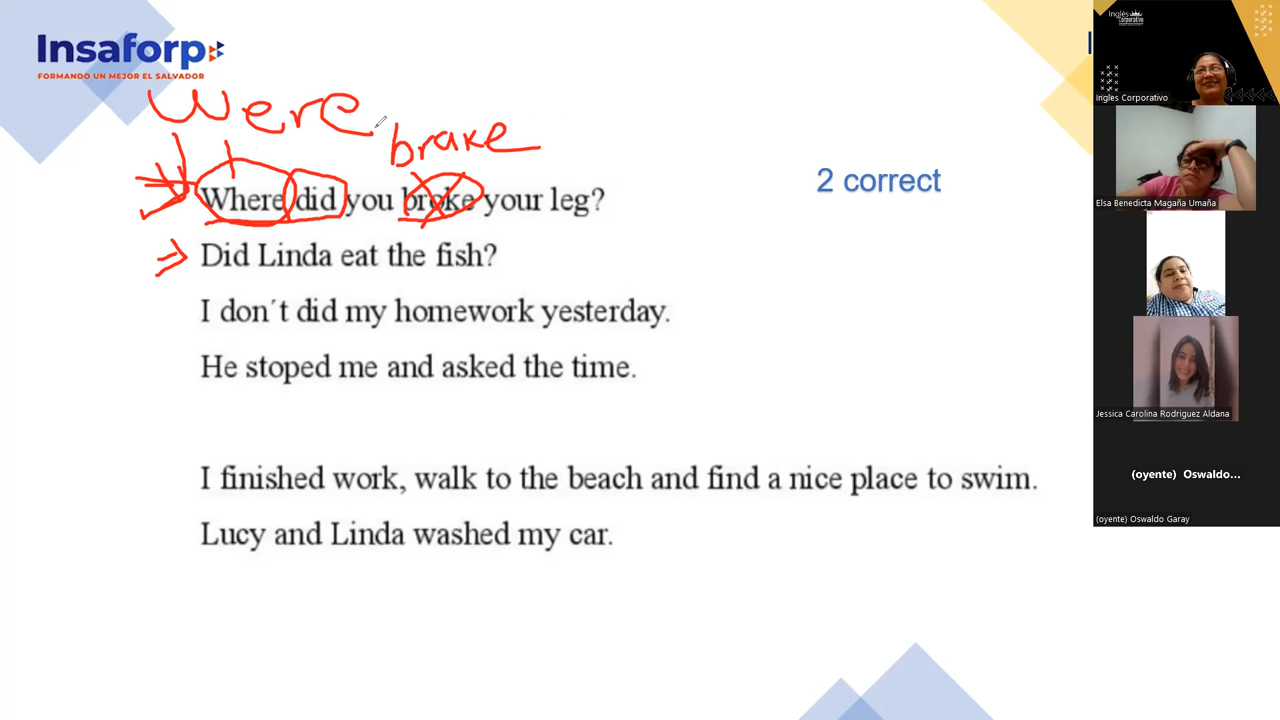 Insaforp
FORMANDO UN MEJOR EL SALVADOR
Were
brake
Where did you broke your leg?
2 correct
Did Linda eat the fish?
I don´t did my homework yesterday.
He stoped me and asked the time.
I finished work, walk to the beach and find a nice place to swim.
Lucy and Linda washed my car.
Inglés
Corporativo
Ingles Corporativo
Elsa Benedicta Magaña Umaña
Jessica Carolina Rodriguez Aldana
(oyente) Oswaldo...
(oyente) Oswaldo Garay